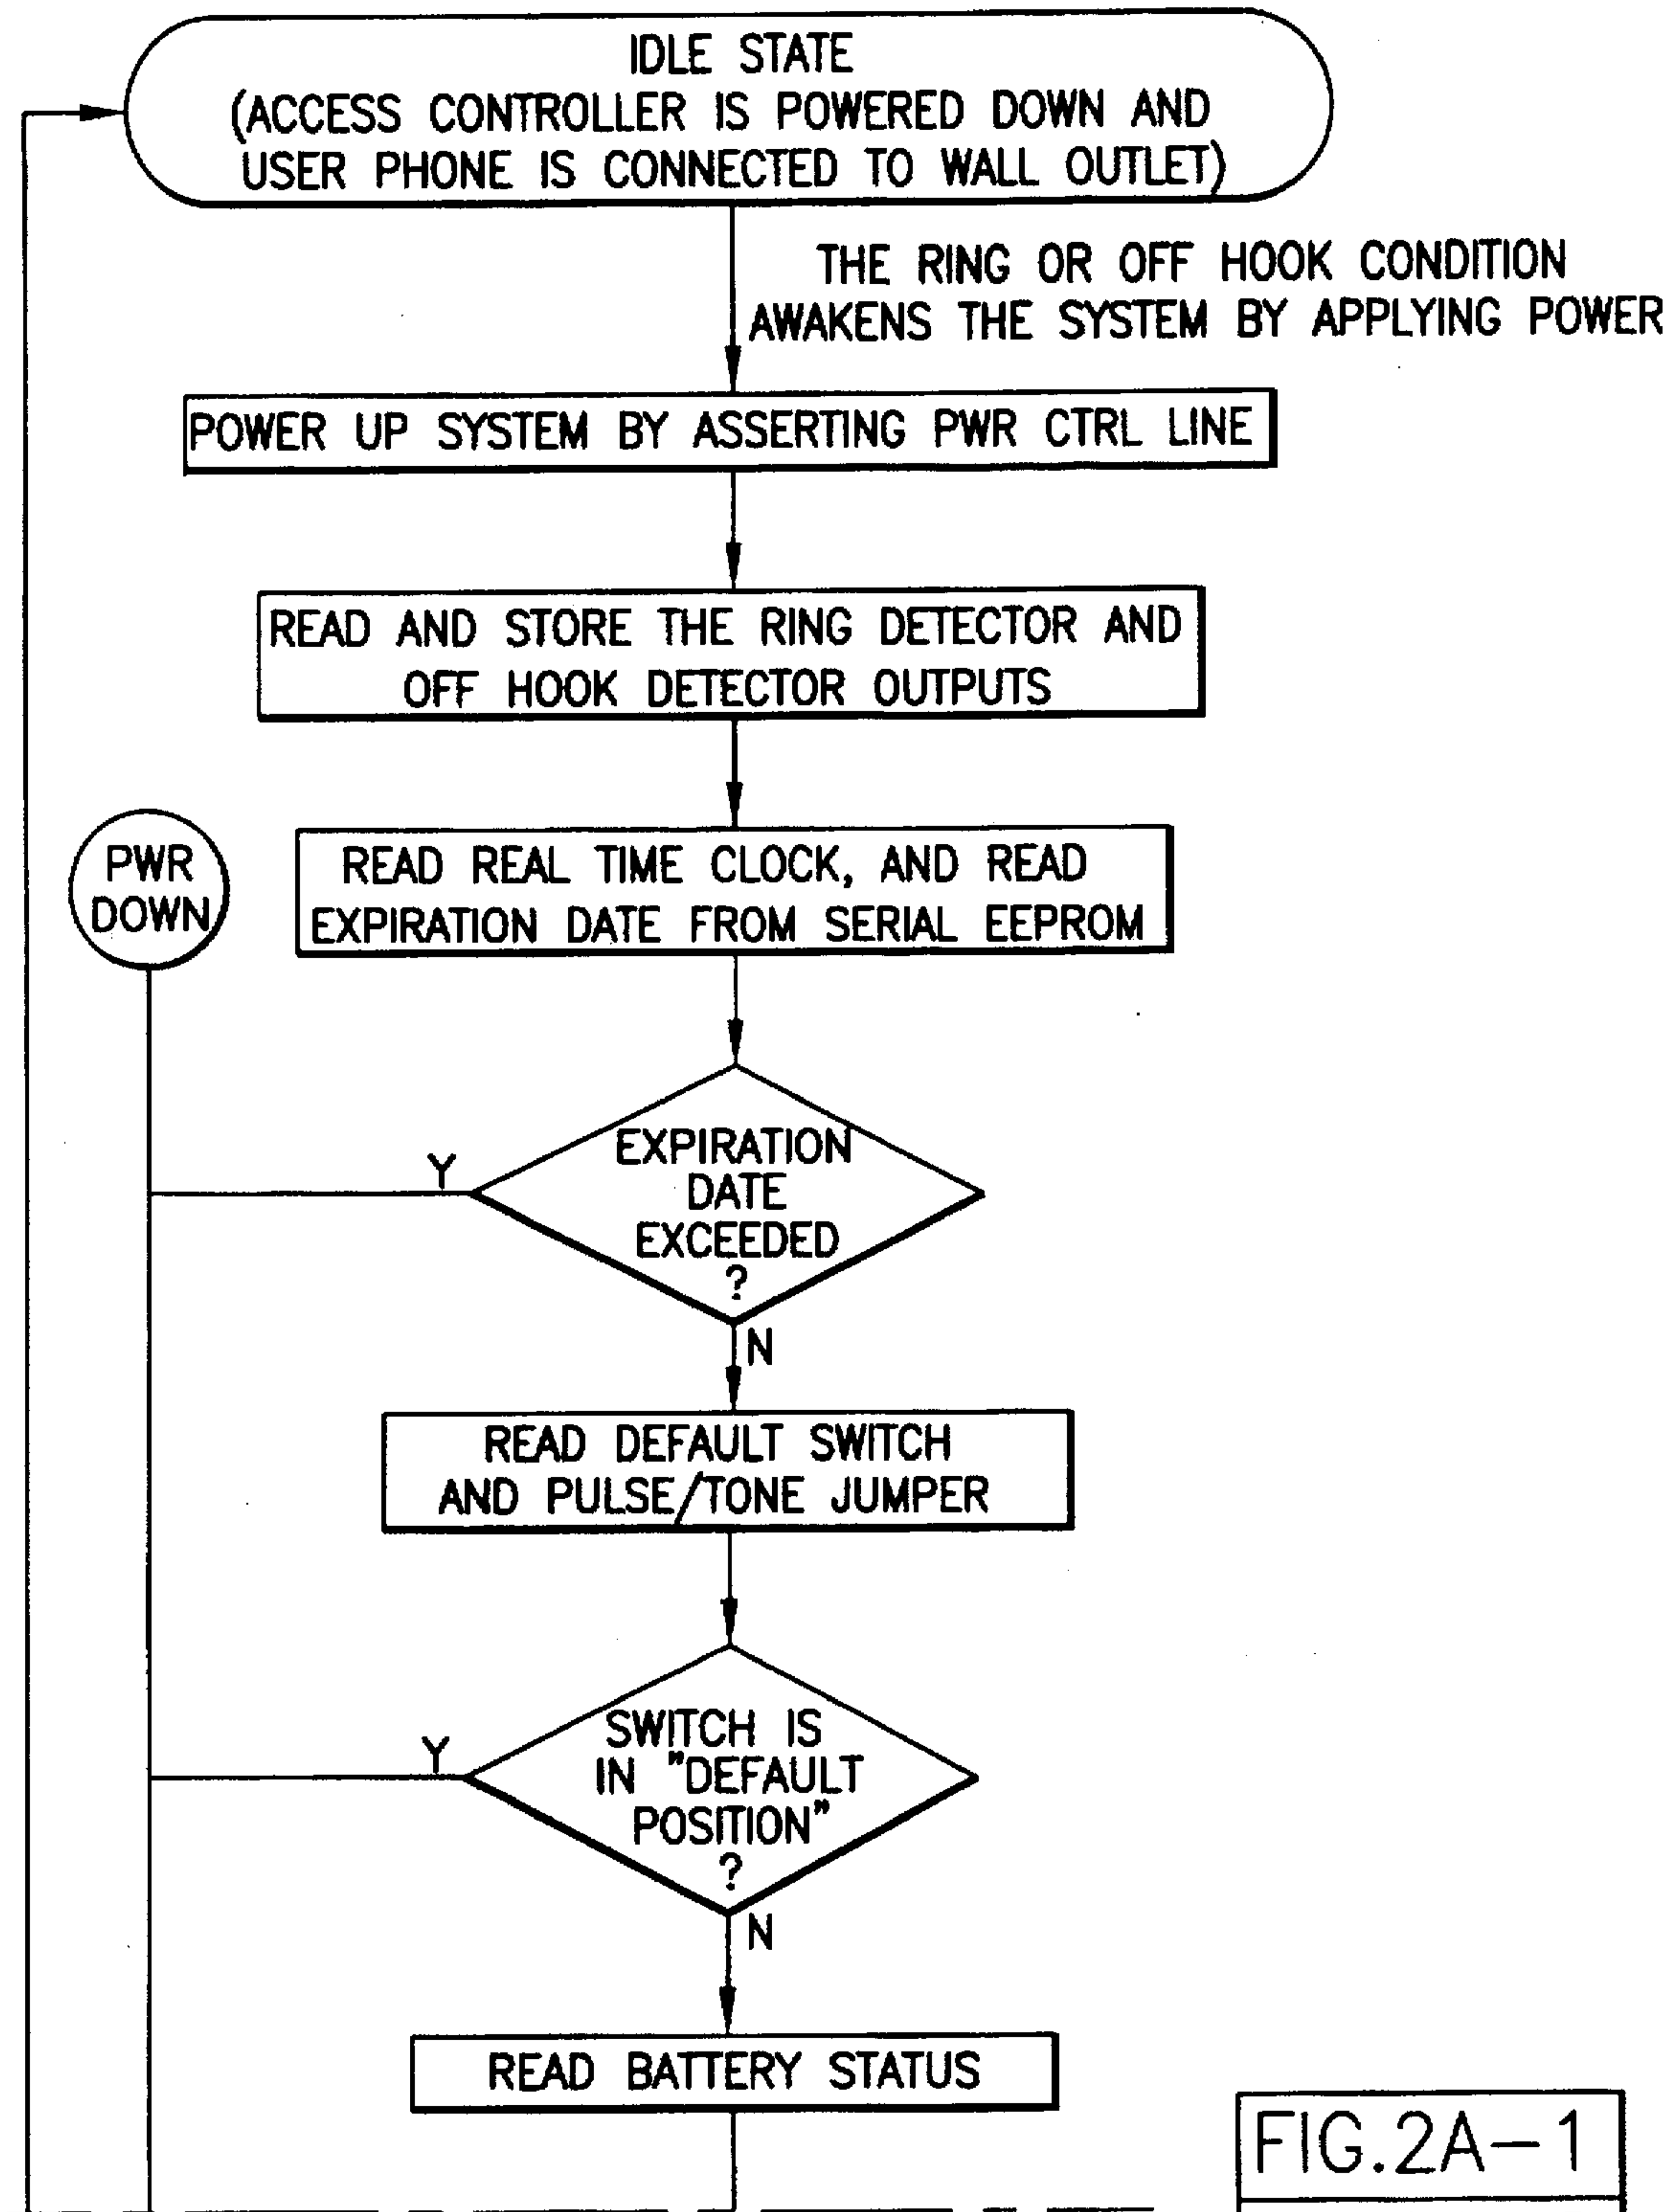 IDLE STATE
(ACCESS CONTROLLER IS POWERED DOWN AND
USER PHONE IS CONNECTED TO WALL OUTLET)
THE RING OR OFF HOOK CONDITION
AWAKENS THE SYSTEM BY APPLYING POWER
POWER UP SYSTEM BY ASSERTING PWR CTRL LINE
READ AND STORE THE RING DETECTOR AND
OFF HOOK DETECTOR OUTPUTS
PWR
DOWN
READ REAL TIME CLOCK, AND READ
EXPIRATION DATE FROM SERIAL EEPROM
Y
EXPIRATION
DATE
EXCEEDED
?
N
READ DEFAULT SWITCH
AND PULSE/TONE JUMPER
Y
SWITCH IS
IN "DEFAULT
POSITION"
?
N
READ BATTERY STATUS
FIG.2A-1